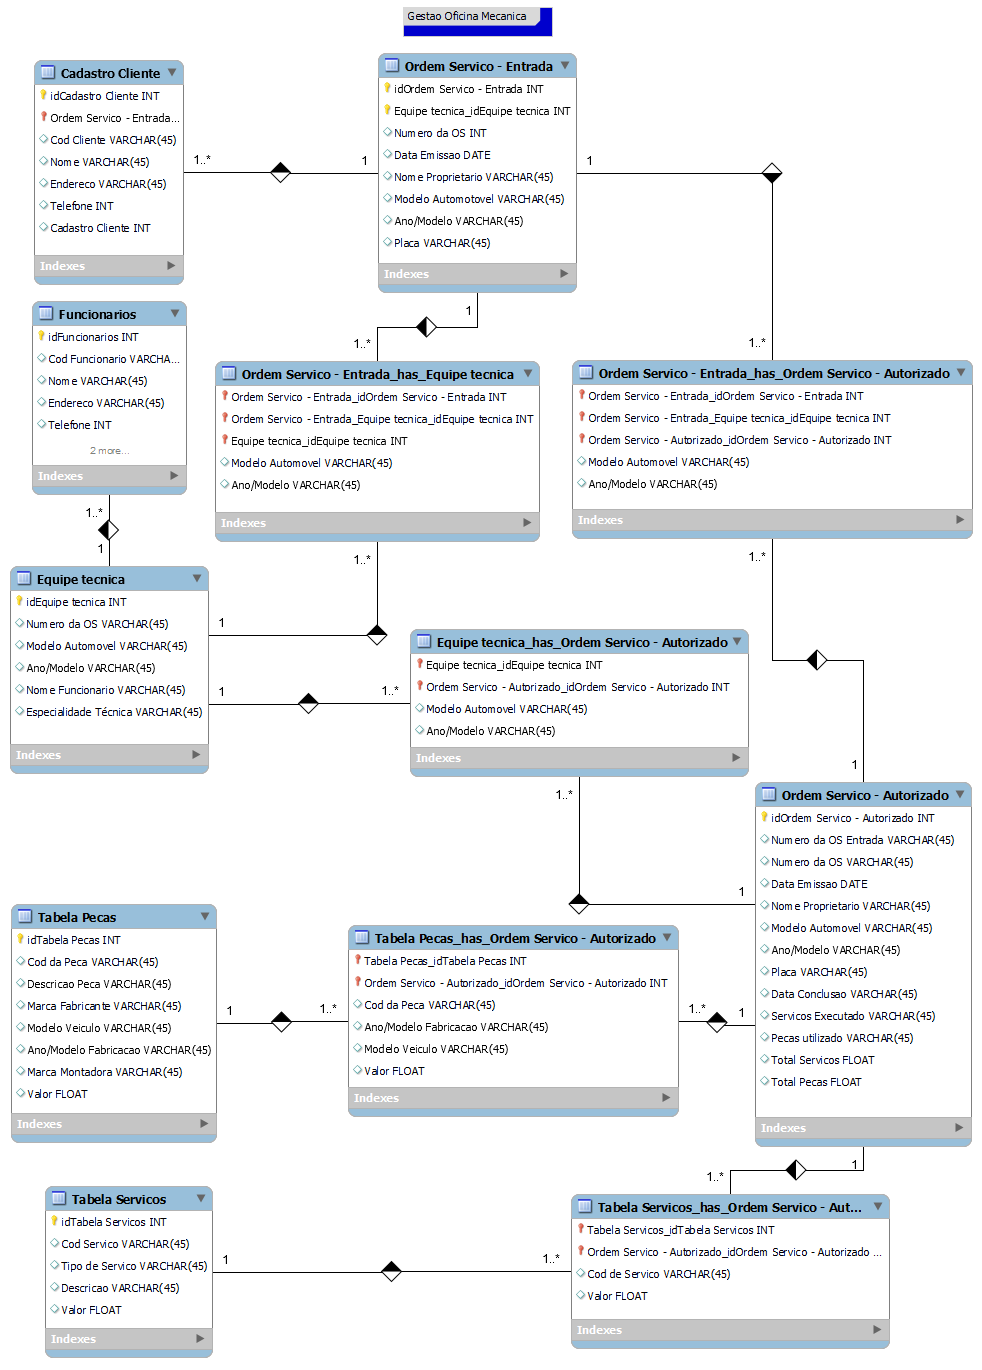 Gestao Oficina Mecanica
Cadastro Cliente
idCadastro Cliente INT
Ordem Servico - Entrada...
Cod Cliente VARCHAR(45)
Nome VARCHAR(45)
Endereco VARCHAR(45)
Telefone INT
Cadastro Cliente INT
Indexes
1..*
1
Ordem Servico - Entrada
idOrdem Servico - Entrada INT
Equipe tecnica_idEquipe tecnica INT
Numero da OS INT
Data Emissao DATE
Nome Proprietario VARCHAR(45)
Modelo Automotovel VARCHAR(45)
Ano/Modelo VARCHAR(45)
Placa VARCHAR(45)
Indexes
1
1..*
1
1..*
Funcionarios
idFuncionarios INT
Cod Funcionario VARCHA...
Nome VARCHAR(45)
Endereco VARCHAR(45)
Telefone INT
2 more...
Indexes
1..*
1
Ordem Servico - Entrada_has_Equipe tecnica
Ordem Servico - Entrada_idOrdem Servico - Entrada INT
Ordem Servico - Entrada_Equipe tecnica_idEquipe tecnica INT
Equipe tecnica_idEquipe tecnica INT
Modelo Automovel VARCHAR(45)
Ano/Modelo VARCHAR(45)
Indexes
1..*
1
Ordem Servico - Entrada_has_Ordem Servico - Autorizado
Ordem Servico - Entrada_idOrdem Servico - Entrada INT
Ordem Servico - Entrada_Equipe tecnica_idEquipe tecnica INT
Ordem Servico - Autorizado_idOrdem Servico - Autorizado INT
Modelo Automovel VARCHAR(45)
Ano/Modelo VARCHAR(45)
Indexes
1..*
1
Equipe tecnica
idEquipe tecnica INT
Numero da OS VARCHAR(45)
Modelo Automovel VARCHAR(45)
Ano/Modelo VARCHAR(45)
Nome Funcionario VARCHAR(45)
Especialidade Técnica VARCHAR(45)
Indexes
1
1..*
Equipe tecnica_has_Ordem Servico - Autorizado
Equipe tecnica_idEquipe tecnica INT
Ordem Servico - Autorizado_idOrdem Servico - Autorizado INT
Modelo Automovel VARCHAR(45)
Ano/Modelo VARCHAR(45)
Indexes
1..*
1
Ordem Servico - Autorizado
idOrdem Servico - Autorizado INT
Numero da OS Entrada VARCHAR(45)
Numero da OS VARCHAR(45)
Data Emissao DATE
Nome Proprietario VARCHAR(45)
Modelo Automovel VARCHAR(45)
Ano/Modelo VARCHAR(45)
Placa VARCHAR(45)
Data Conclusao VARCHAR(45)
Servicos Executado VARCHAR(45)
Pecas utilizado VARCHAR(45)
Total Servicos FLOAT
Total Pecas FLOAT
Indexes
Tabela Pecas
idTabela Pecas INT
Cod da Peca VARCHAR(45)
Descricao Peca VARCHAR(45)
Marca Fabricante VARCHAR(45)
Modelo Veiculo VARCHAR(45)
Ano/Modelo Fabricacao VARCHAR(45)
Marca Montadora VARCHAR(45)
Valor FLOAT
Indexes
1
1..*
Tabela Pecas_has_Ordem Servico - Autorizado
Tabela Pecas_idTabela Pecas INT
Ordem Servico - Autorizado_idOrdem Servico - Autorizado INT
Cod da Peca VARCHAR(45)
Ano/Modelo Fabricacao VARCHAR(45)
Modelo Veiculo VARCHAR(45)
Valor FLOAT
Indexes
1..*
1
1
1..*
Tabela Servicos
idTabela Servicos INT
Cod Servico VARCHAR(45)
Tipo de Servico VARCHAR(45)
Descricao VARCHAR(45)
Valor FLOAT
Indexes
1
1..*
Tabela Servicos_has_Ordem Servico - Aut...
Tabela Servicos_idTabela Servicos INT
Ordem Servico - Autorizado_idOrdem Servico - Autorizado ...
Cod de Servico VARCHAR(45)
Valor FLOAT
Indexes